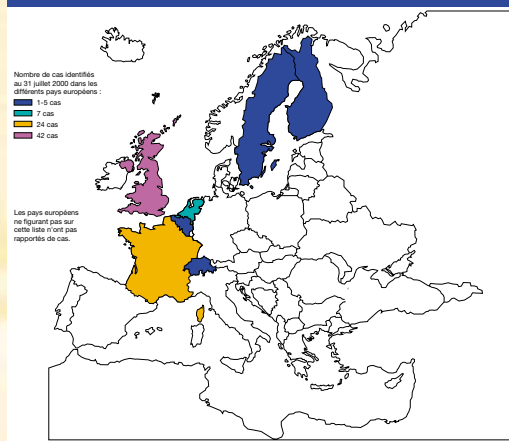 Nombre de cas identifiés
au 31 juillet 2000 dans les
différents pays européens :
1-5 cas
7 cas
24 cas
42 cas
Les pays européens
ne figurant pas sur
cette liste n'ont pas
rapportés de cas.